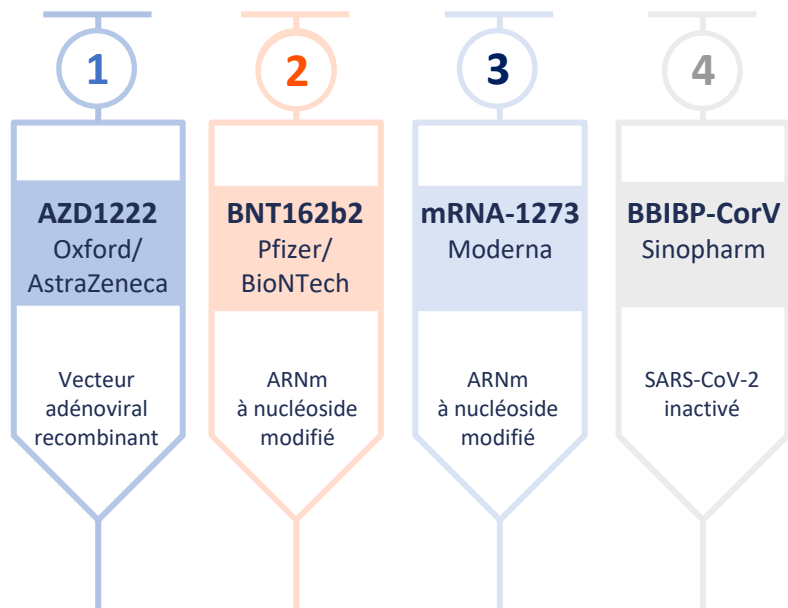 1
2
3
4
AZD1222
Oxford/
AstraZeneca
BNT162b2
Pfizer/
BioNTech
mRNA-1273
Moderna
BBIBP-CorV
Sinopharm
Vecteur
adénoviral
recombinant
ARNm
à nucléoside
modifié
ARNm
à nucléoside
modifié
SARS-CoV-2
inactivé